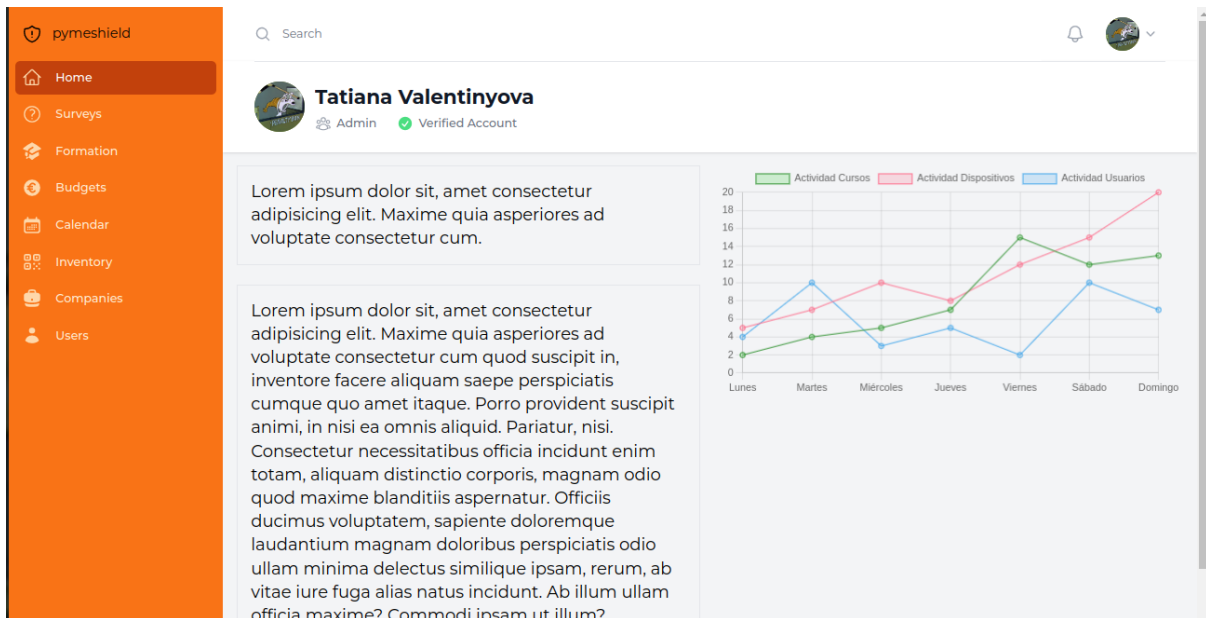 pymeshield
Home
Surveys
Formation
Budgets
Calendar
Inventory
Companies
Users
Search
Tatiana Valentinyova
Admin Verified Account
Lorem ipsum dolor sit, amet consectetur
adipisicing elit. Maxime quia asperiores ad
voluptate consectetur cum.
Lorem ipsum dolor sit, amet consectetur
adipisicing elit. Maxime quia asperiores ad
voluptate consectetur cum quod suscipit in,
inventore facere aliquam saepe perspiciatis
cumque quo amet itaque. Porro provident suscipit
animi, in nisi ea omnis aliquid. Pariatur, nisi.
Consectetur necessitatibus officia incidunt enim
totam, aliquam distinctio corporis, magnam odio
quod maxime blanditiis aspernatur. Officiis
ducimus voluptatem, sapiente doloremque
laudantium magnam doloribus perspiciatis odio
ullam minima delectus similique ipsam, rerum, ab
vitae iure fuga alias natus incidunt. Ab illum ullam
officia maxime? Commodi ipsam ut illum?
Actividad Cursos Actividad Dispositivos Actividad Usuarios
20
18
16
14
12
10
8
6
4
2
0
Lunes Martes Miércoles Jueves Viernes Sábado Domingo